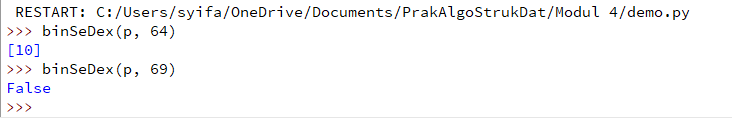 RESTART: C:/Users/syifa/OneDrive/Documents/PrakAlgoStrukDat/Modul 4/demo.py
>>> binSeDex(p, 64)
[10]
>>> binSeDex(p, 69)
False
>>>